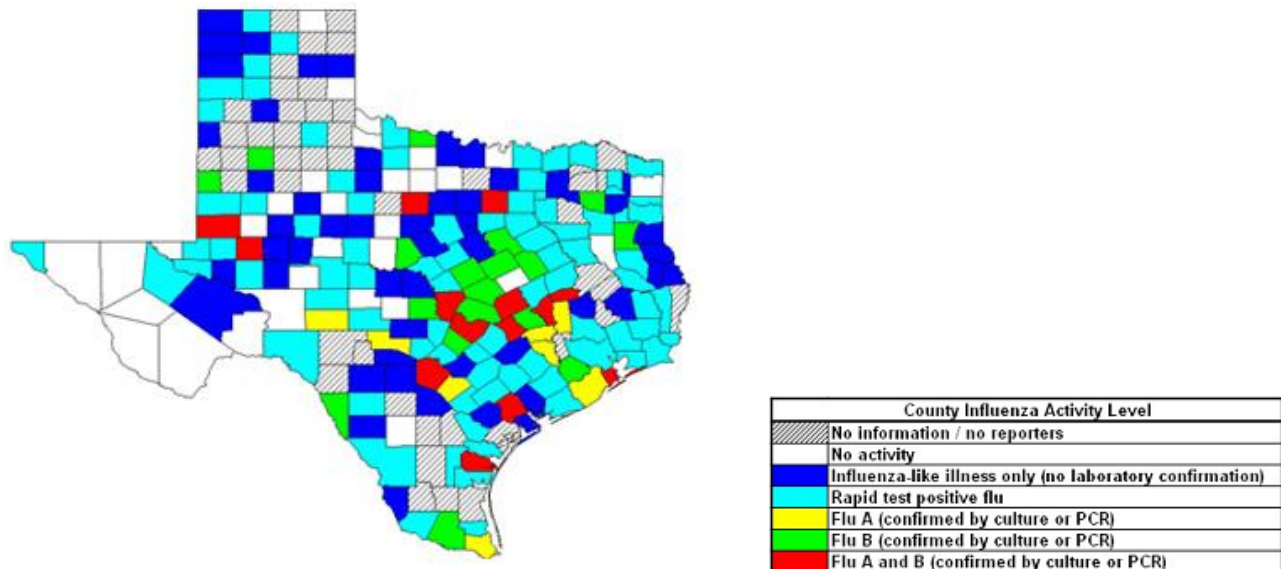 County Influenza Activity Level
No information / no reporters
No activity
Influenza-like illness only (no laboratory confirmation)
Rapid test positive flu
Flu A (confirmed by culture or PCR)
Flu B (confirmed by culture or PCR)
Flu A and B (confirmed by culture or PCR)